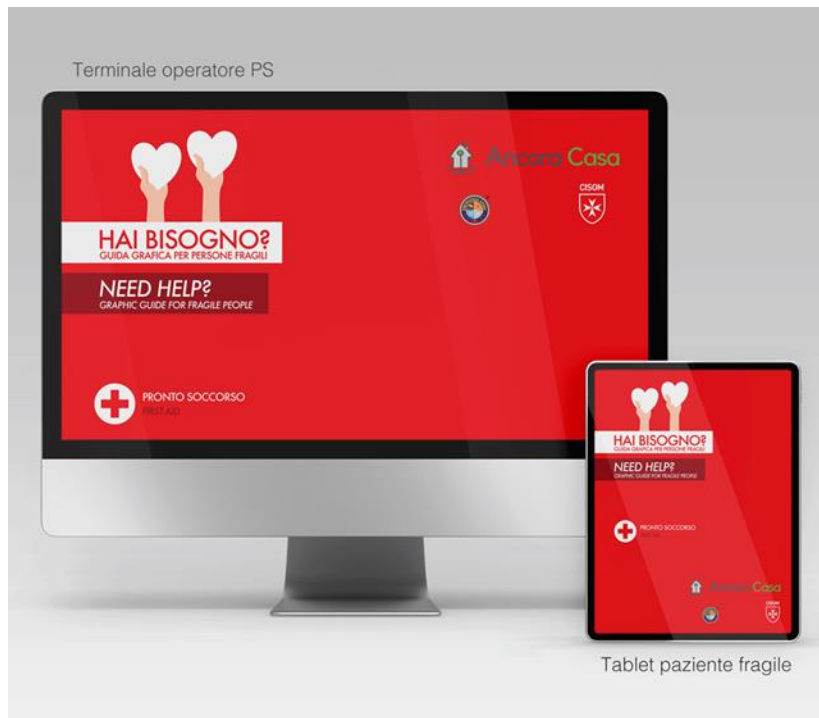 Terminale operatore PS
Ancora Casa
CISOM
HAI BISOGNO?
GUIDA GRAFICA PER PERSONE FRAGILI
NEED HELP?
GRAPHIC GUIDE FOR FRAGILE PEOPLE
PRONTO SOCCORSO
FIRST AID
HAI BISOGNO?
GUIDA GRAFICA PER PERSONE FRAGILI
NEED HELP?
GRAPHIC GUIDE FOR FRAGILE PEOPLE
PRONTO SOCCORSO
FIRST AID
Ancora Casa
CISOM
Tablet paziente fragile